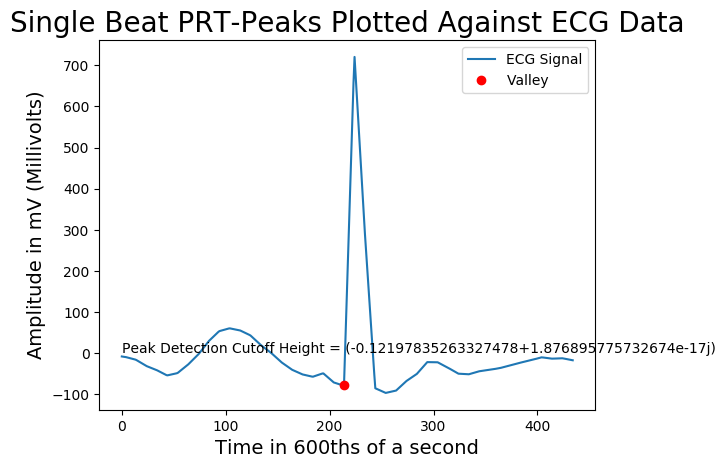 Single Beat PRT-Peaks Plotted Against ECG Data
ECG Signal
Valley
Amplitude in mV (Millivolts)
700
600
500
400
300
200
100
0
−100
Peak Detection Cutoff Height = (-0.12197835263327478+1.876895775732674e-17j)
0 100 200 300 400
Time in 600ths of a second